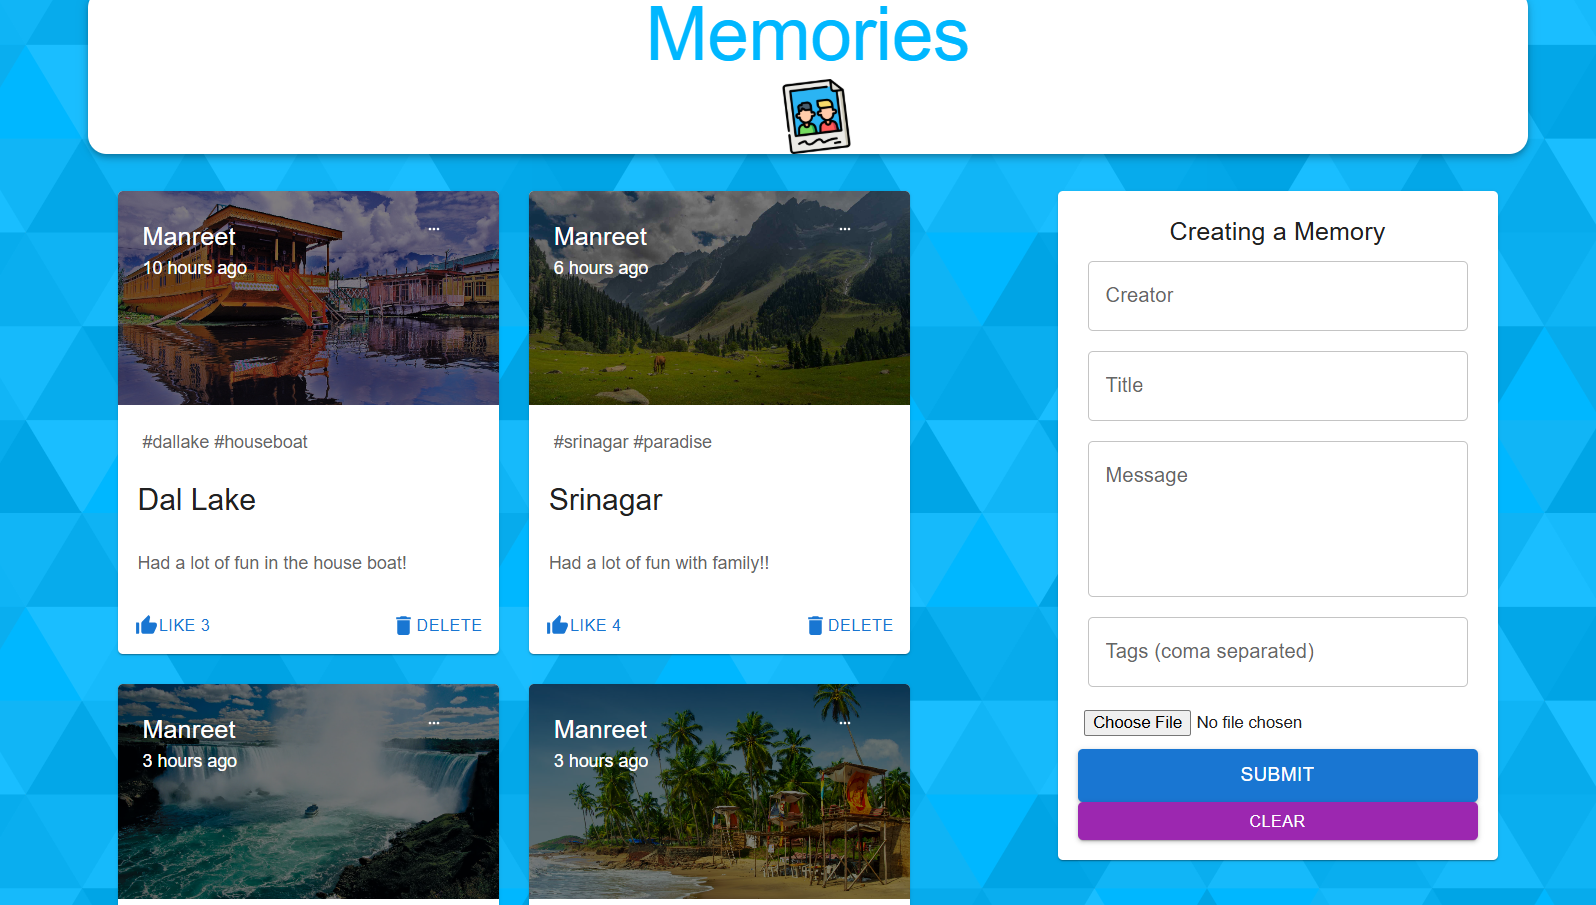 Memories
Manreet
10 hours ago
#dallake #houseboat
Dal Lake
Had a lot of fun in the house boat!
LIKE 3
DELETE
Manreet
6 hours ago
#srinagar #paradise
Srinagar
Had a lot of fun with family!!
LIKE 4
DELETE
Manreet
3 hours ago
Manreet
3 hours ago
Creating a Memory
Creator
Title
Message
Tags (coma separated)
Choose File No file chosen
SUBMIT
CLEAR